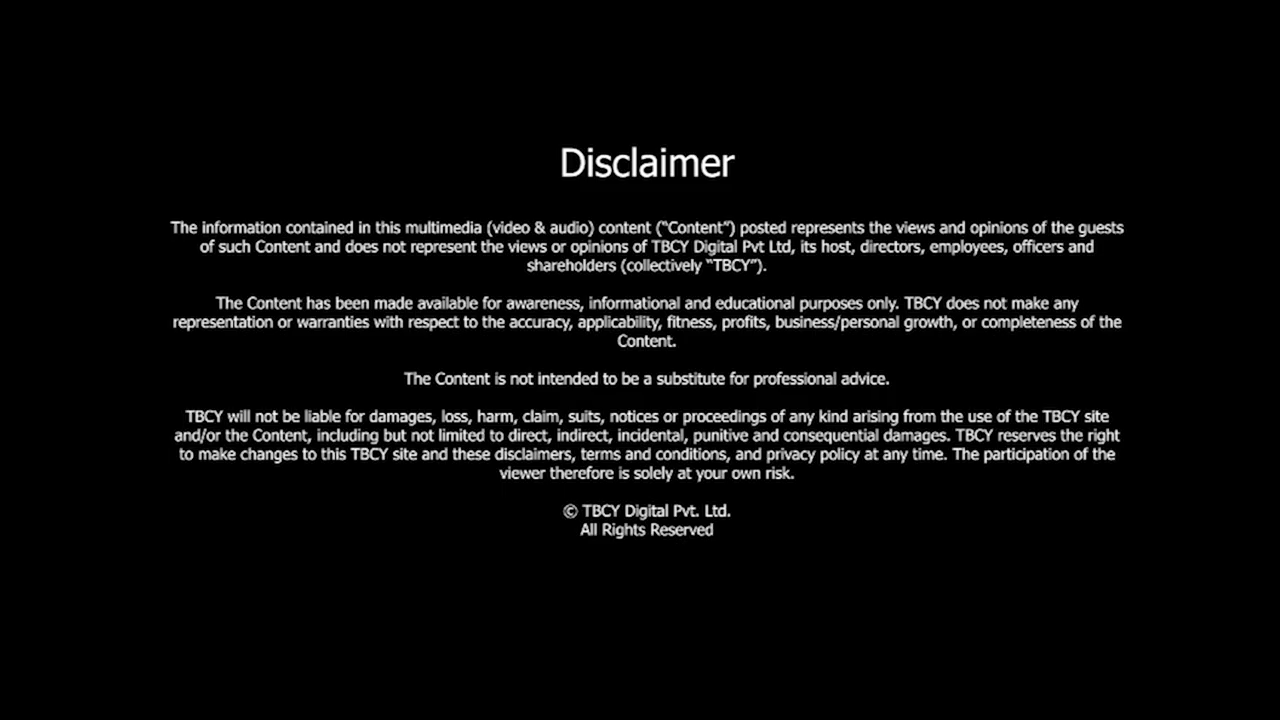 Disclaimer
The information contained in this multimedia (video & audio) content (“Content”) posted represents the views and opinions of the guests
of such Content and does not represent the views or opinions of TBCY Digital Pvt Ltd, its host, directors, employees, officers and
shareholders (collectively “TBCY”).
The Content has been made available for awareness, informational and educational purposes only. TBCY does not make any
representation or warranties with respect to the accuracy, applicability, fitness, profits, business/personal growth, or completeness of the
Content.
The Content is not intended to be a substitute for professional advice.
TBCY will not be liable for damages, loss, harm, claim, suits, notices or proceedings of any kind arising from the use of the TBCY site
and/or the Content, including but not limited to direct, indirect, incidental, punitive and consequential damages. TBCY reserves the right
to make changes to this TBCY site and these disclaimers, terms and conditions, and privacy policy at any time. The participation of the
viewer therefore is solely at your own risk.
© TBCY Digital Pvt. Ltd.
All Rights Reserved